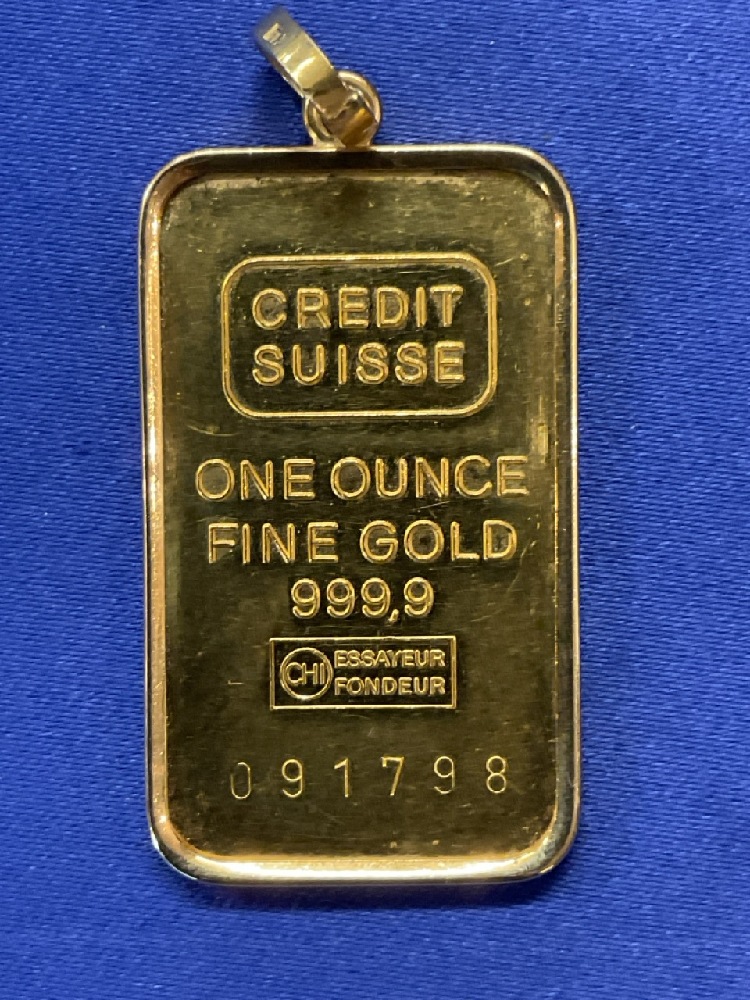 CREDIT
SUISSE
ONE OUNCE
FINE GOLD
999,9
CHI ESSAYEUR
FONDEUR
091798